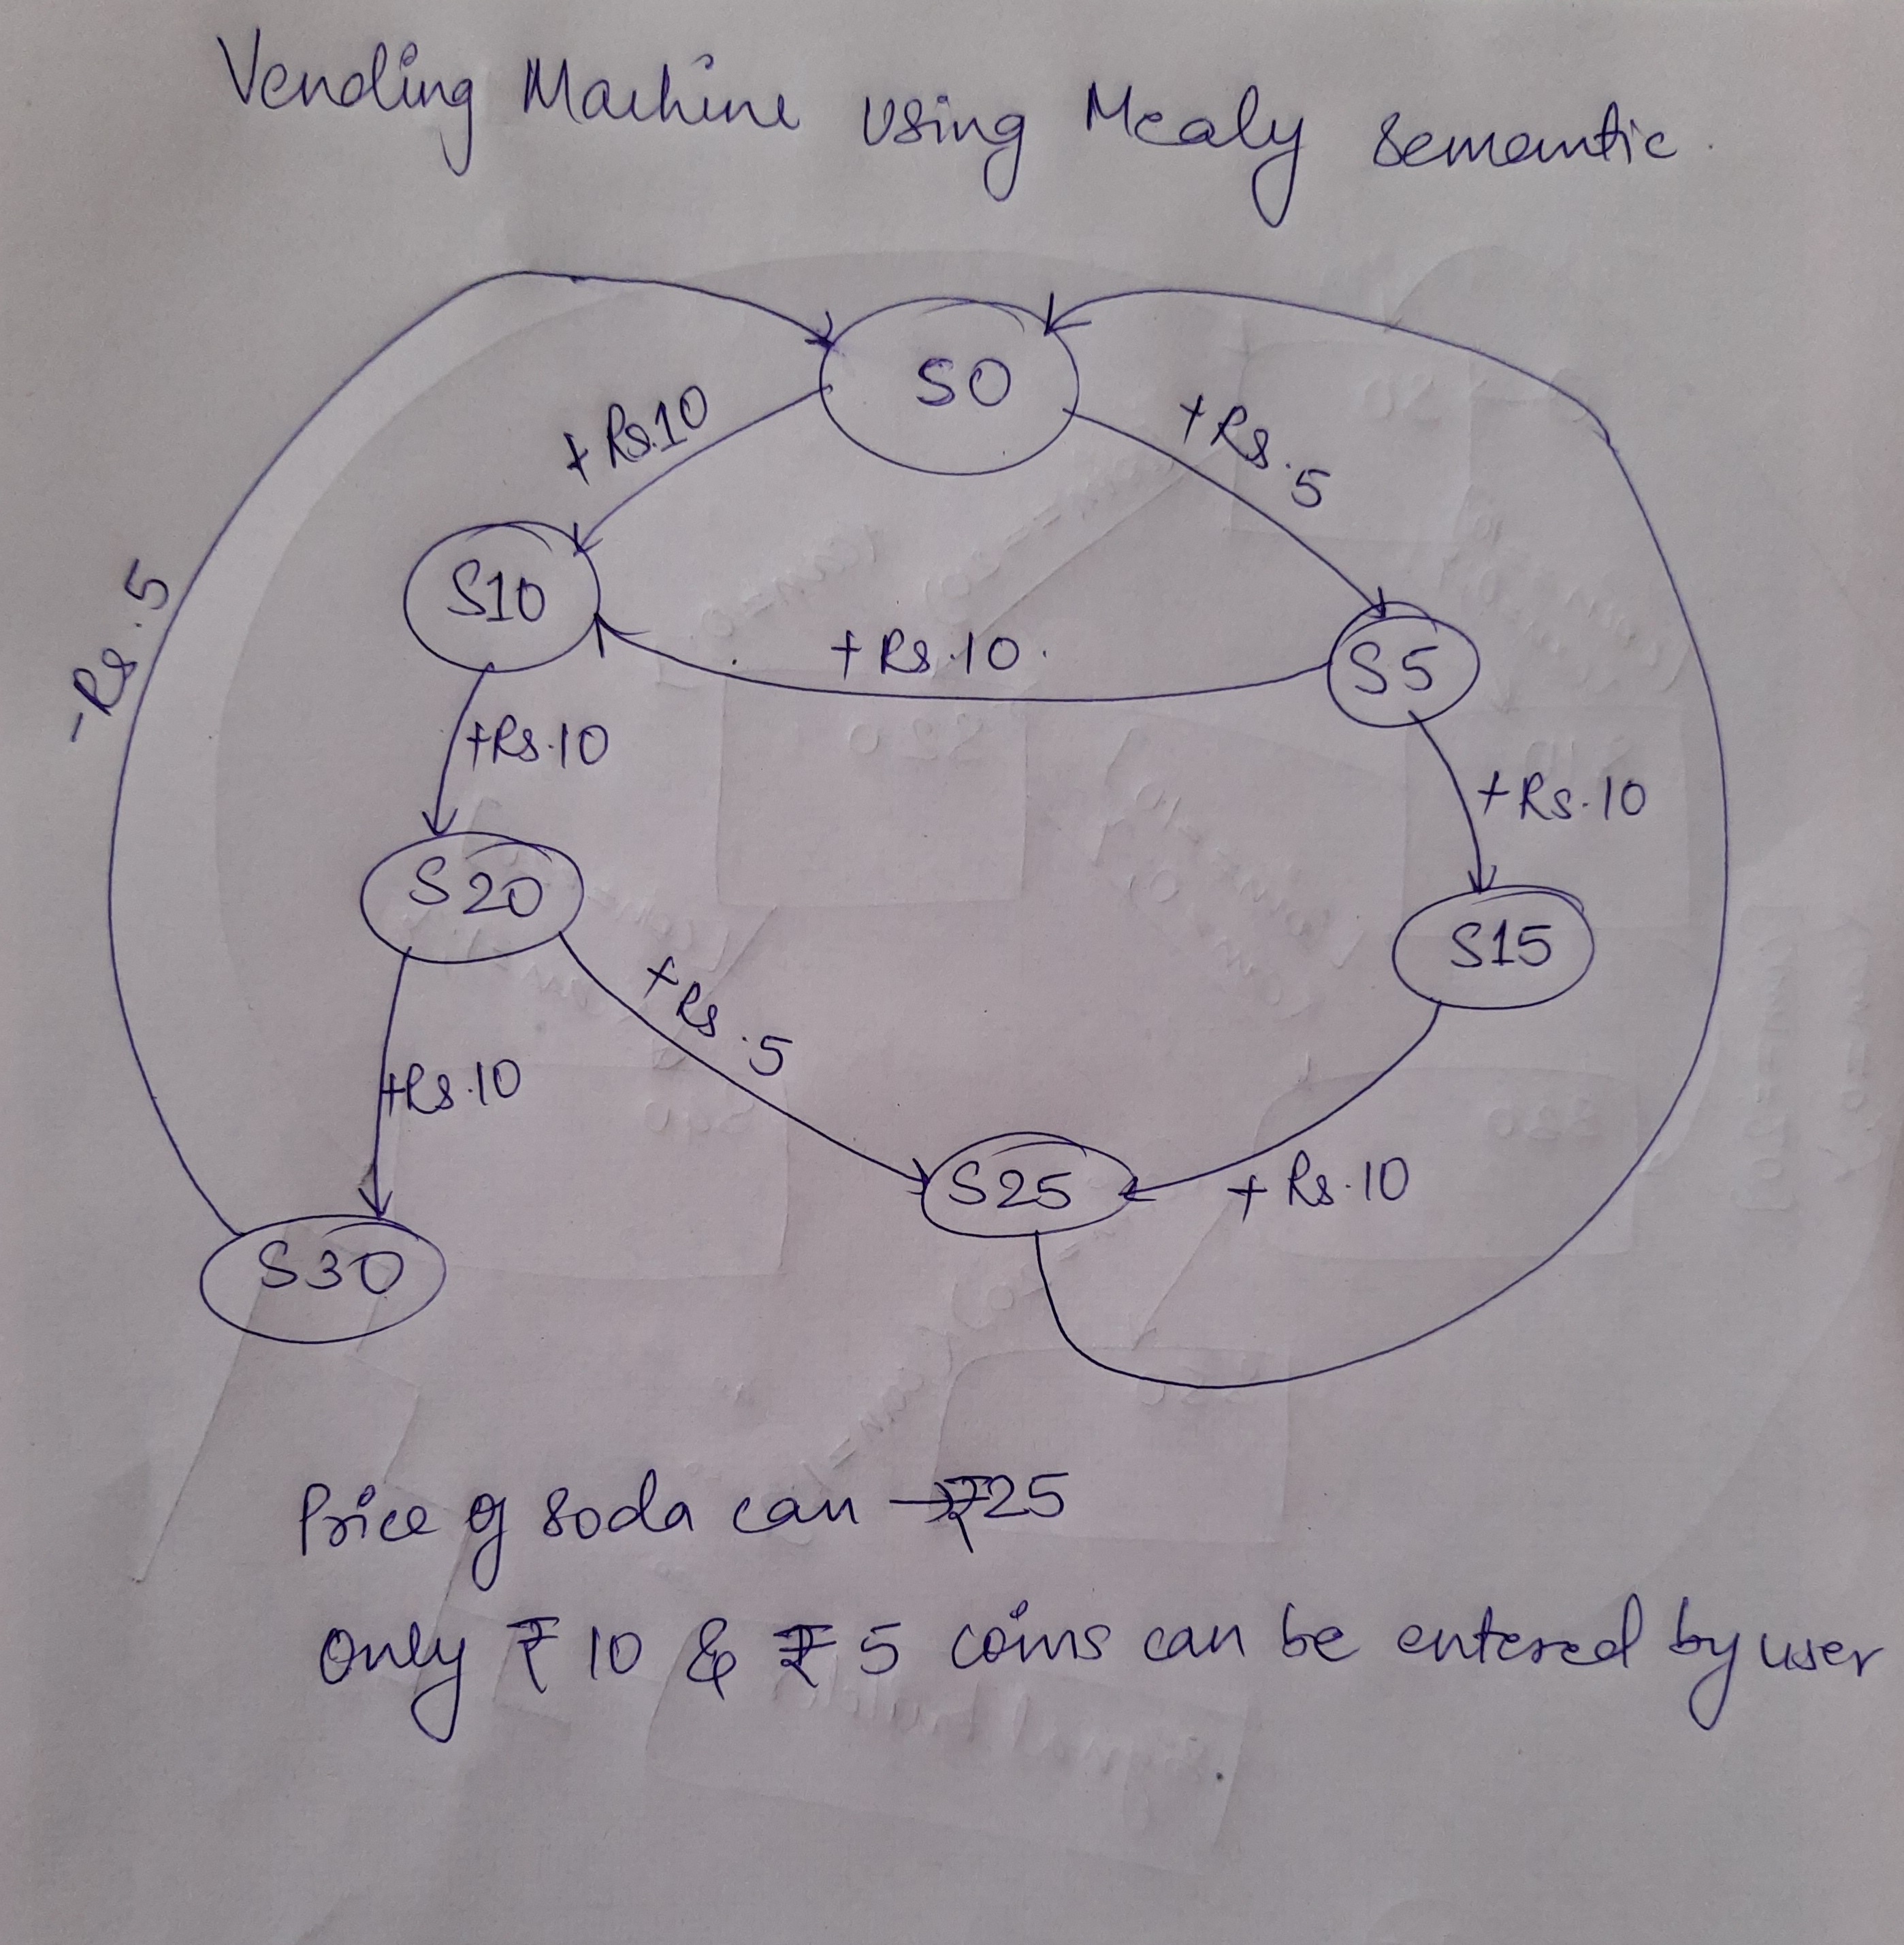 Vending Machine using Mealy semantic.
S0
+Rs.10
+Rs.5
S10
-Rs.5
+Rs.10.
S5
+Rs.10
+Rs.10
S20
S15
+Rs.5
+Rs.10
S25
+Rs.10
S30
Price of soda can → ₹25
Only ₹10 & ₹5 coins can be entered by user